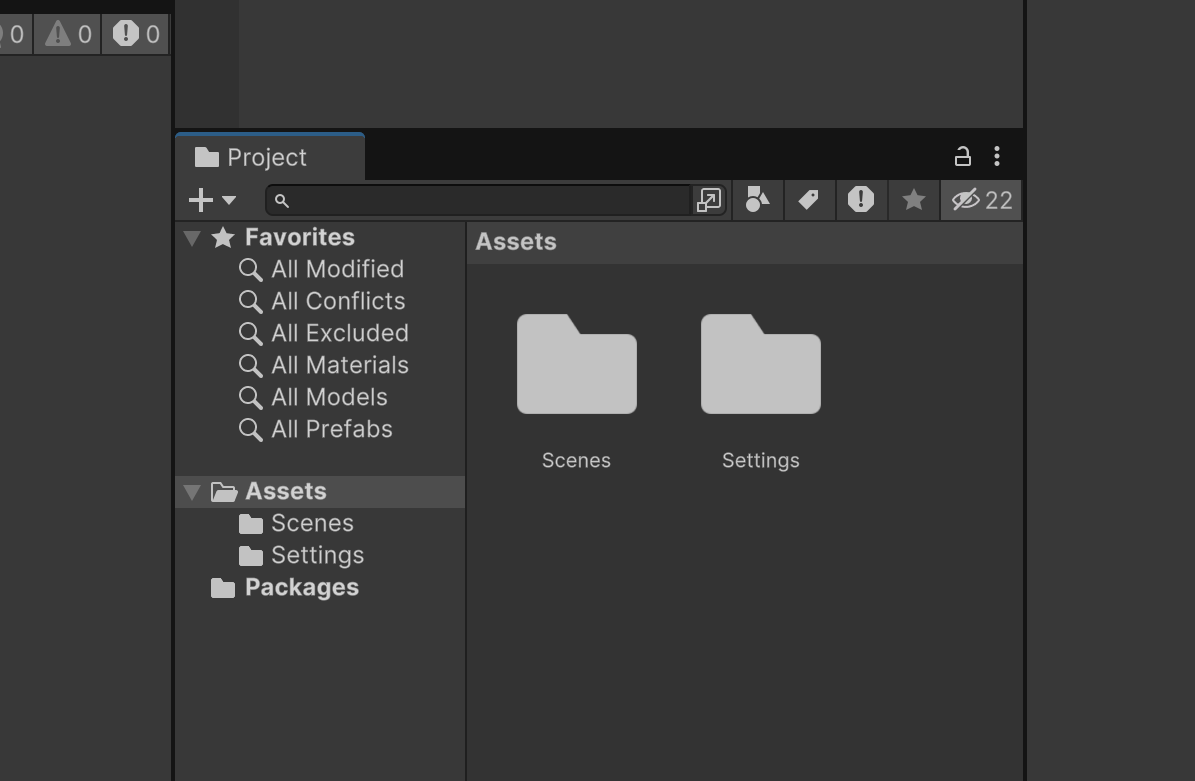 0 0 0
Project
22
Favorites
All Modified
All Conflicts
All Excluded
All Materials
All Models
All Prefabs
Assets
Scenes
Settings
Packages
Assets
Scenes Settings